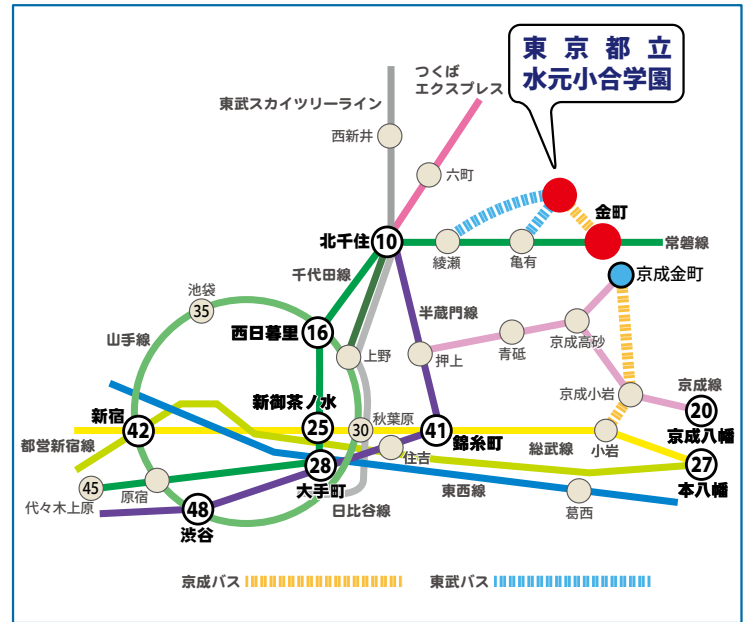 東京都立
水元小合学園
つくば
エクスプレス
東武スカイツリーライン
西新井
六町
金町
北千住
10
常磐線
綾瀬
亀有
千代田線
京成金町
池袋
35
半蔵門線
山手線
西日暮里
16
上野
押上
青砥
京成高砂
京成小岩
京成線
新御茶ノ水
新宿
42
25
秋葉原
30
41
錦糸町
20
京成八幡
都営新宿線
住吉
総武線
小岩
28
大手町
27
本八幡
45
原宿
代々木上原
48
渋谷
日比谷線
東西線
葛西
京成バス
東武バス